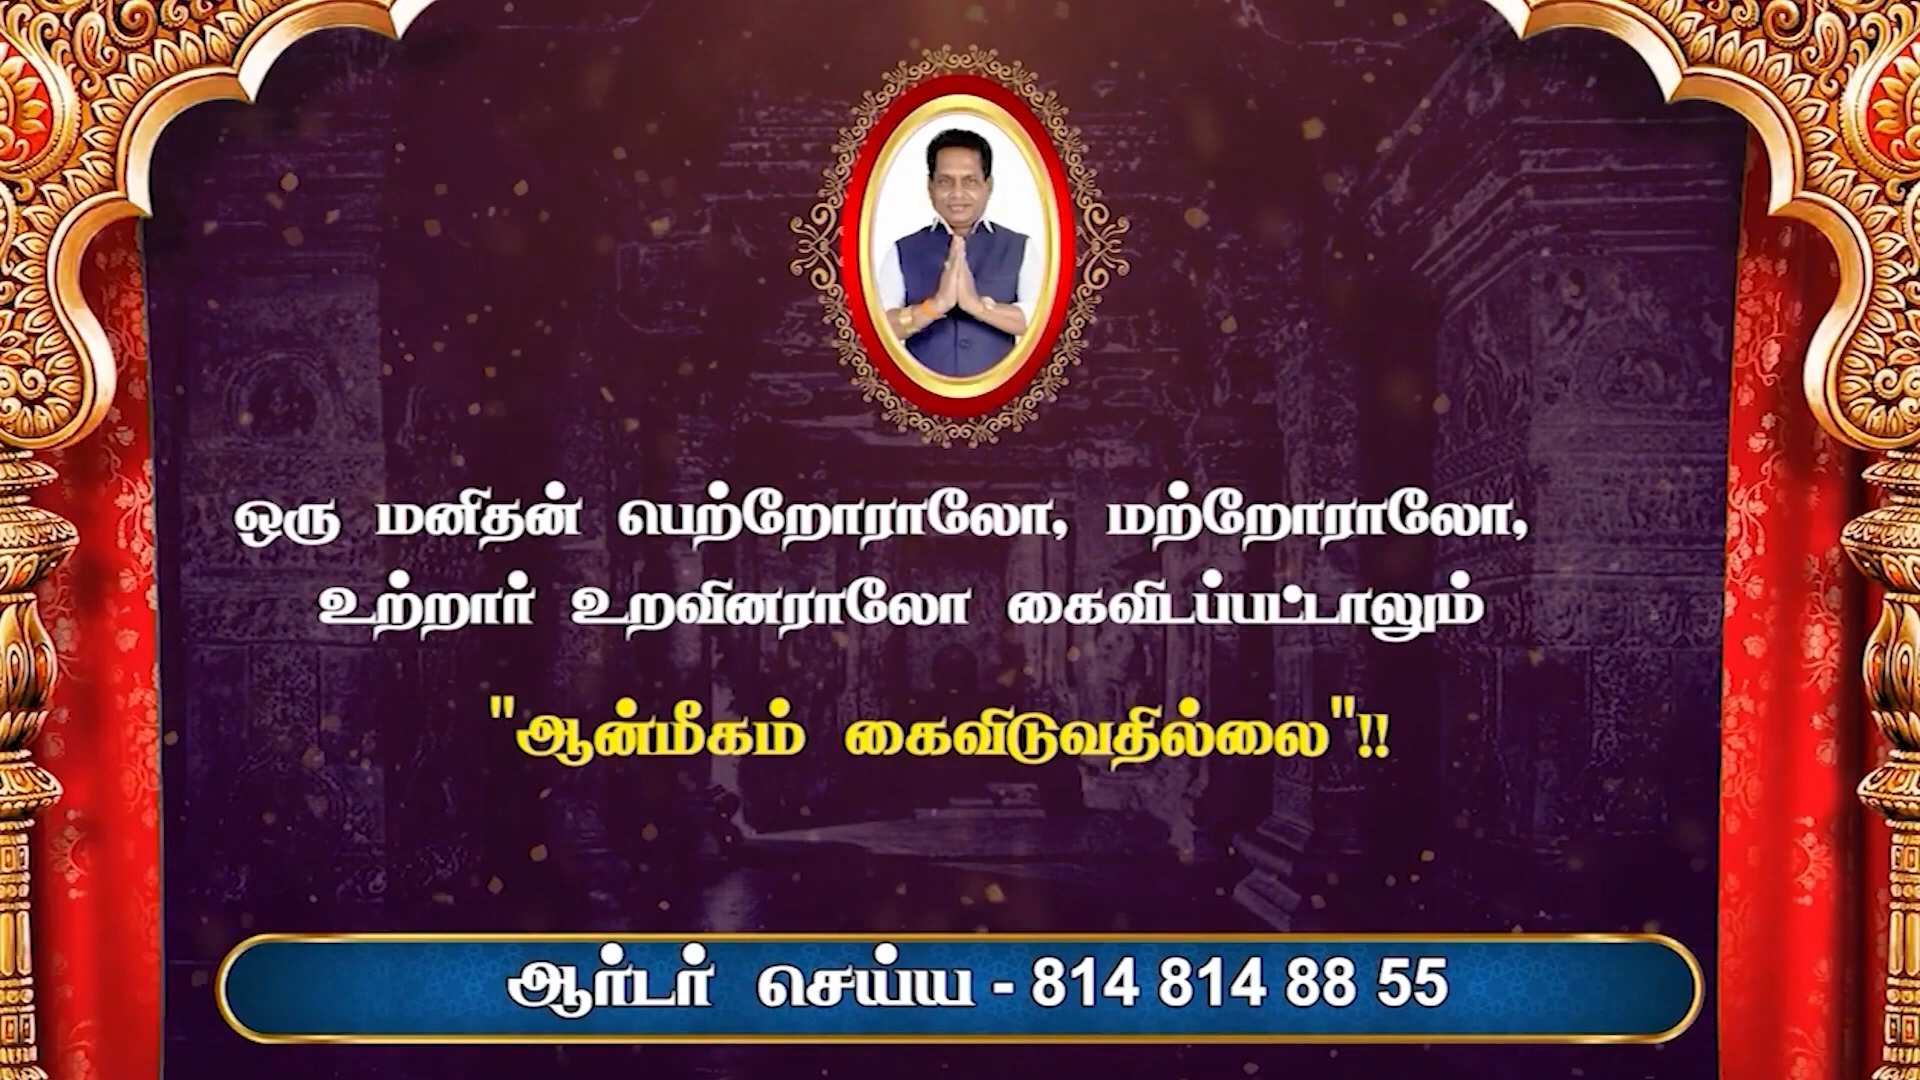 ஒரு மனிதன் பெற்றோராலோ, மற்றோராலோ,
உற்றார் உறவினராலோ கைவிடப்பட்டாலும்
"ஆன்மீகம் கைவிடுவதில்லை"!!
ஆர்டர் செய்ய - 814 814 88 55